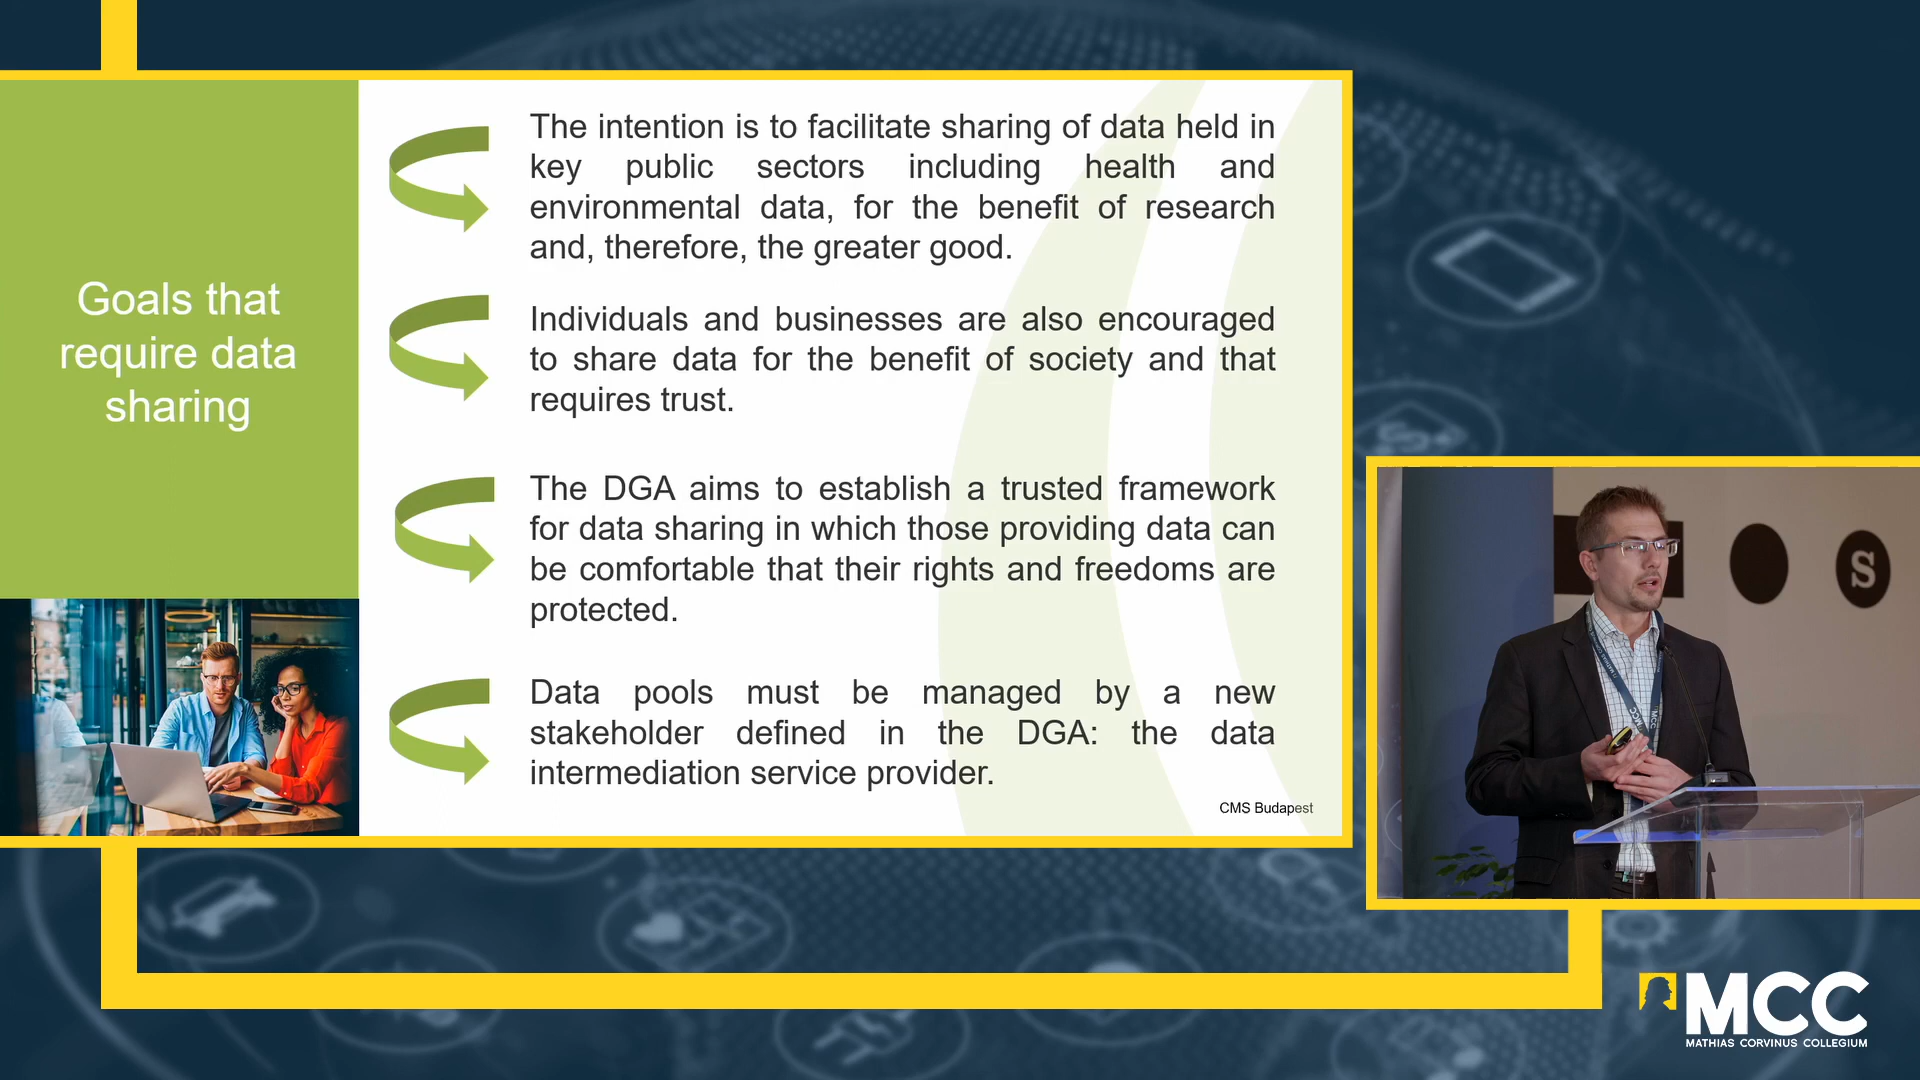 Goals that
require data
sharing
The intention is to facilitate sharing of data held in
key public sectors including health and
environmental data, for the benefit of research
and, therefore, the greater good.
Individuals and businesses are also encouraged
to share data for the benefit of society and that
requires trust.
The DGA aims to establish a trusted framework
for data sharing in which those providing data can
be comfortable that their rights and freedoms are
protected.
Data pools must be managed by a new
stakeholder defined in the DGA: the data
intermediation service provider.
CMS Budapest
S
MCC
MCC
MATHIAS CORVINUS COLLEGIUM